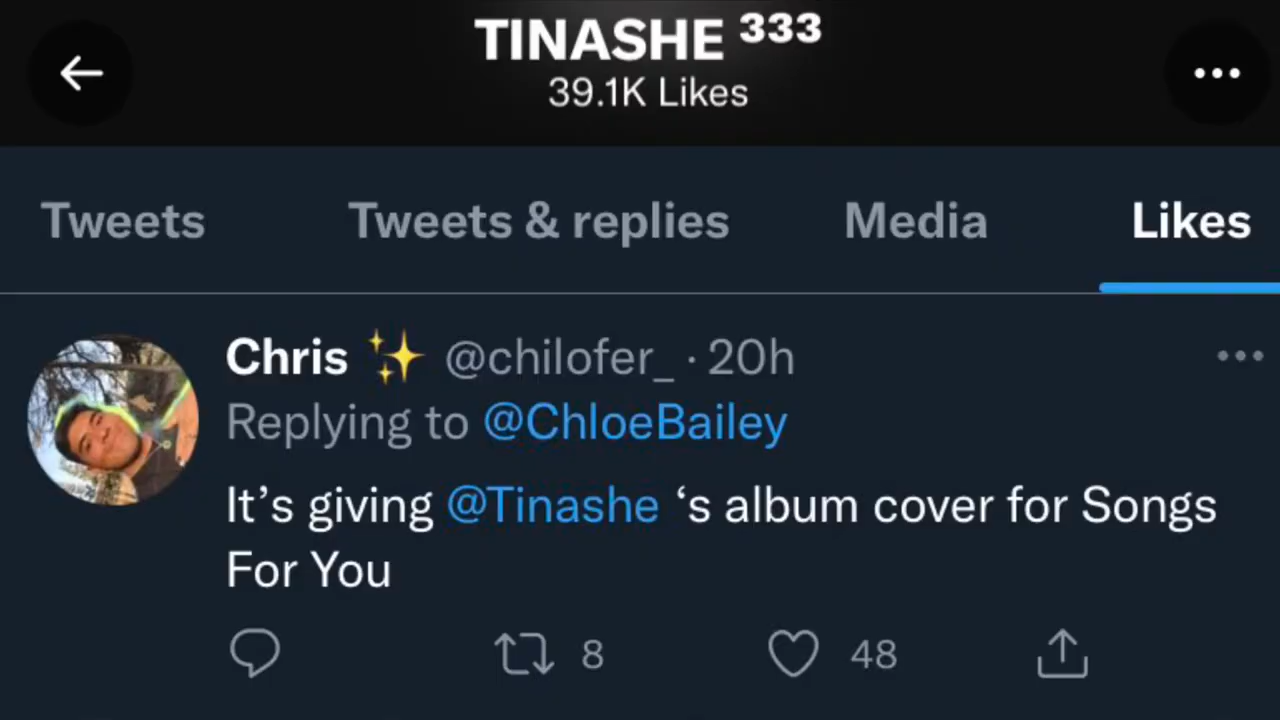 TINASHE ³³³
39.1K Likes
Tweets Tweets & replies Media Likes
Chris ✨ @chilofer_ · 20h
Replying to @ChloeBailey
It’s giving @Tinashe ‘s album cover for Songs
For You
8 48